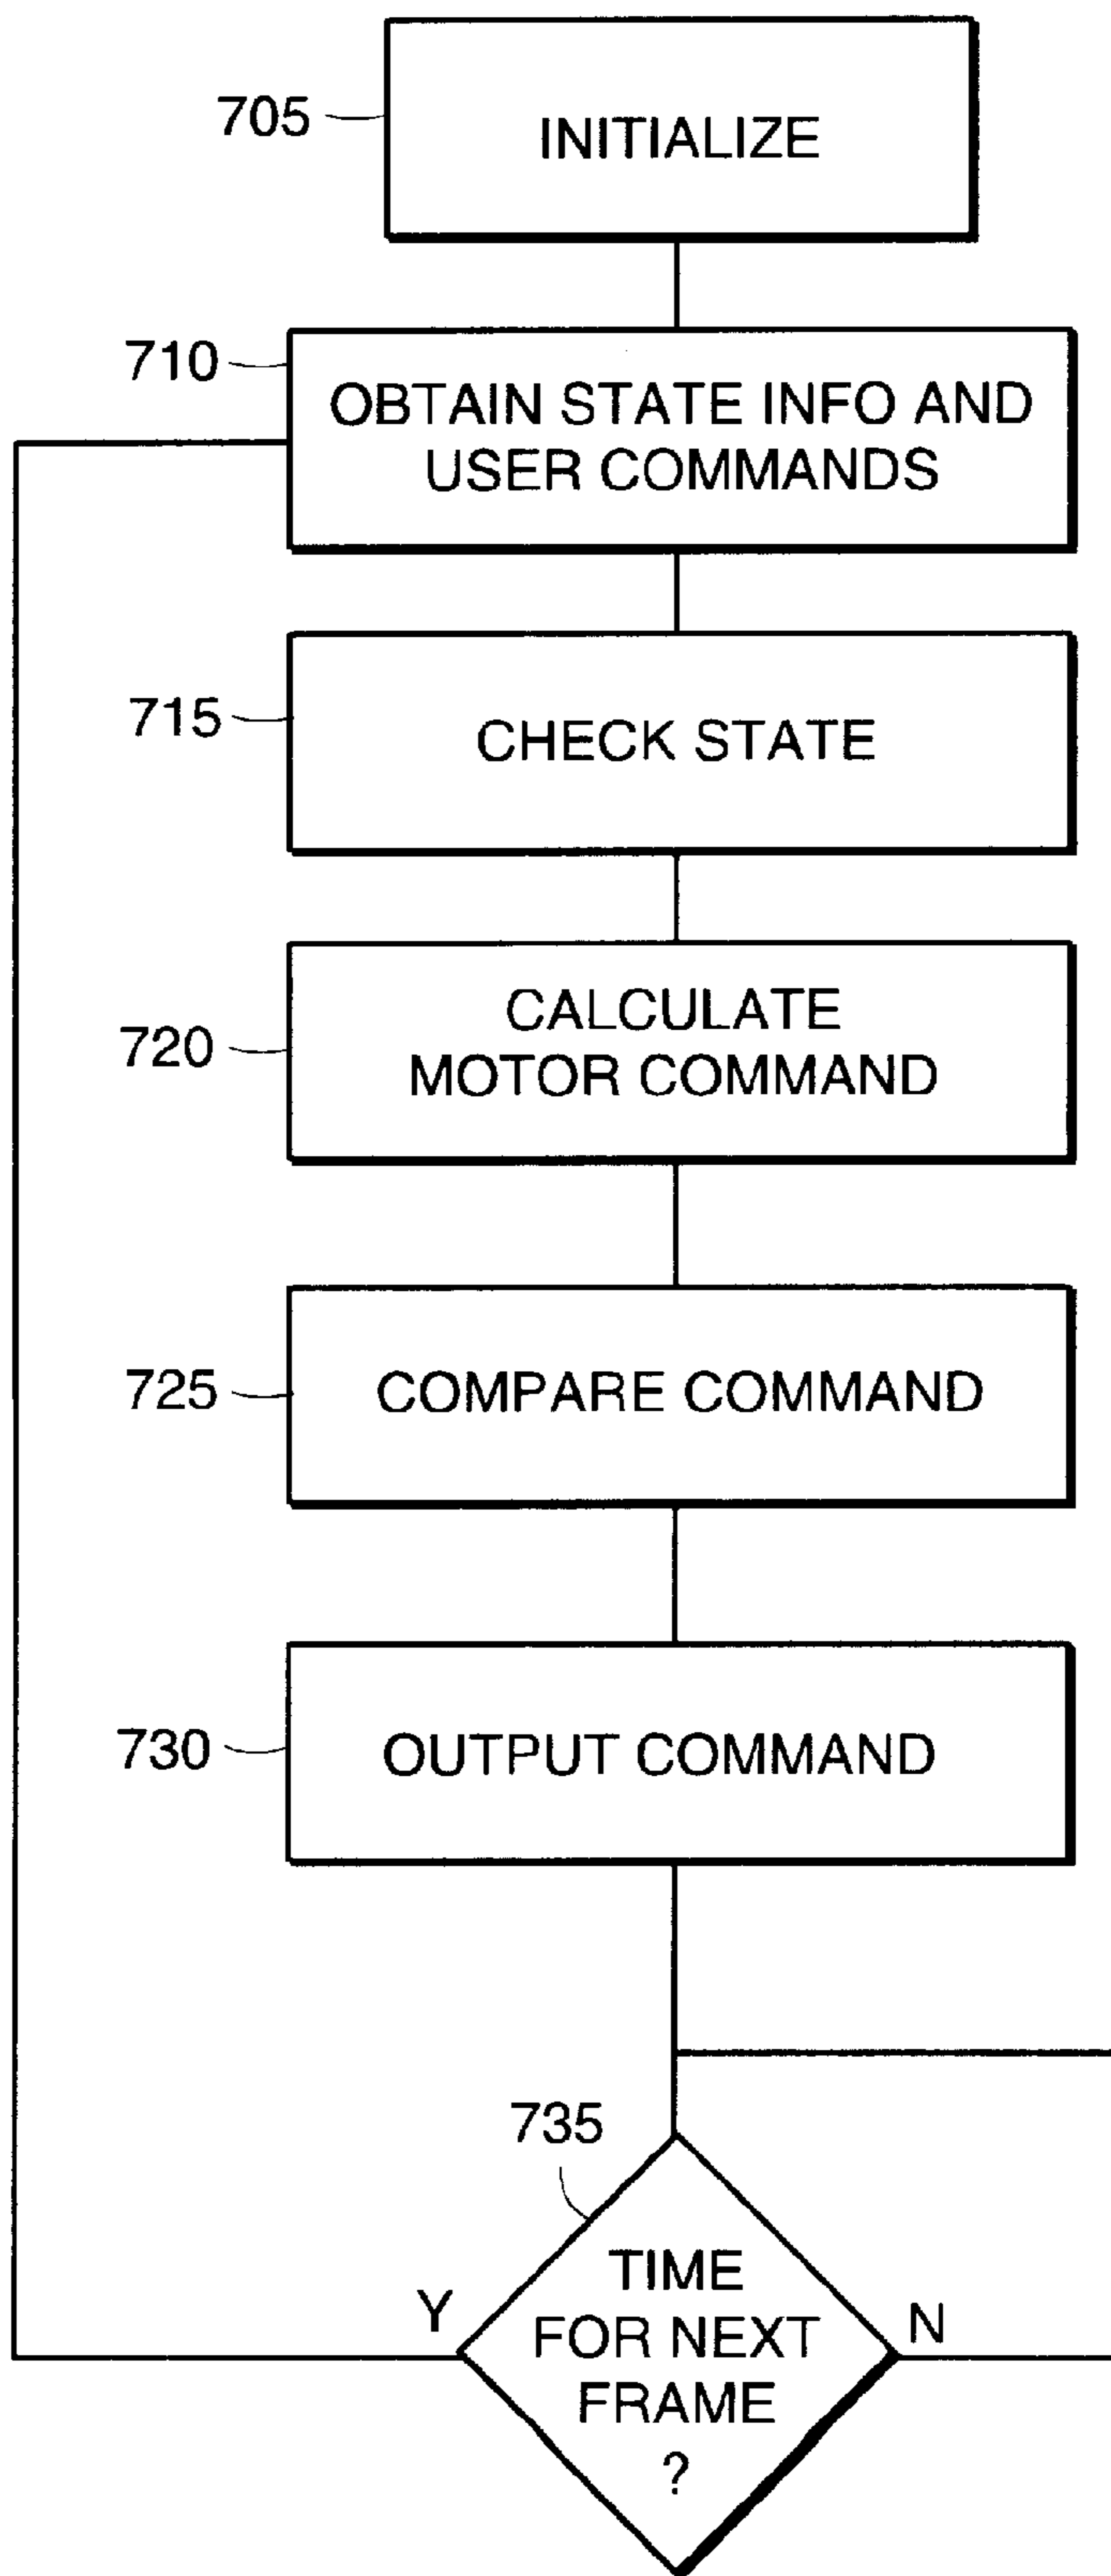 705
INITIALIZE
710
OBTAIN STATE INFO AND
USER COMMANDS
715
CHECK STATE
720
CALCULATE
MOTOR COMMAND
725
COMPARE COMMAND
730
OUTPUT COMMAND
735
TIME
FOR NEXT
FRAME
?
Y
N